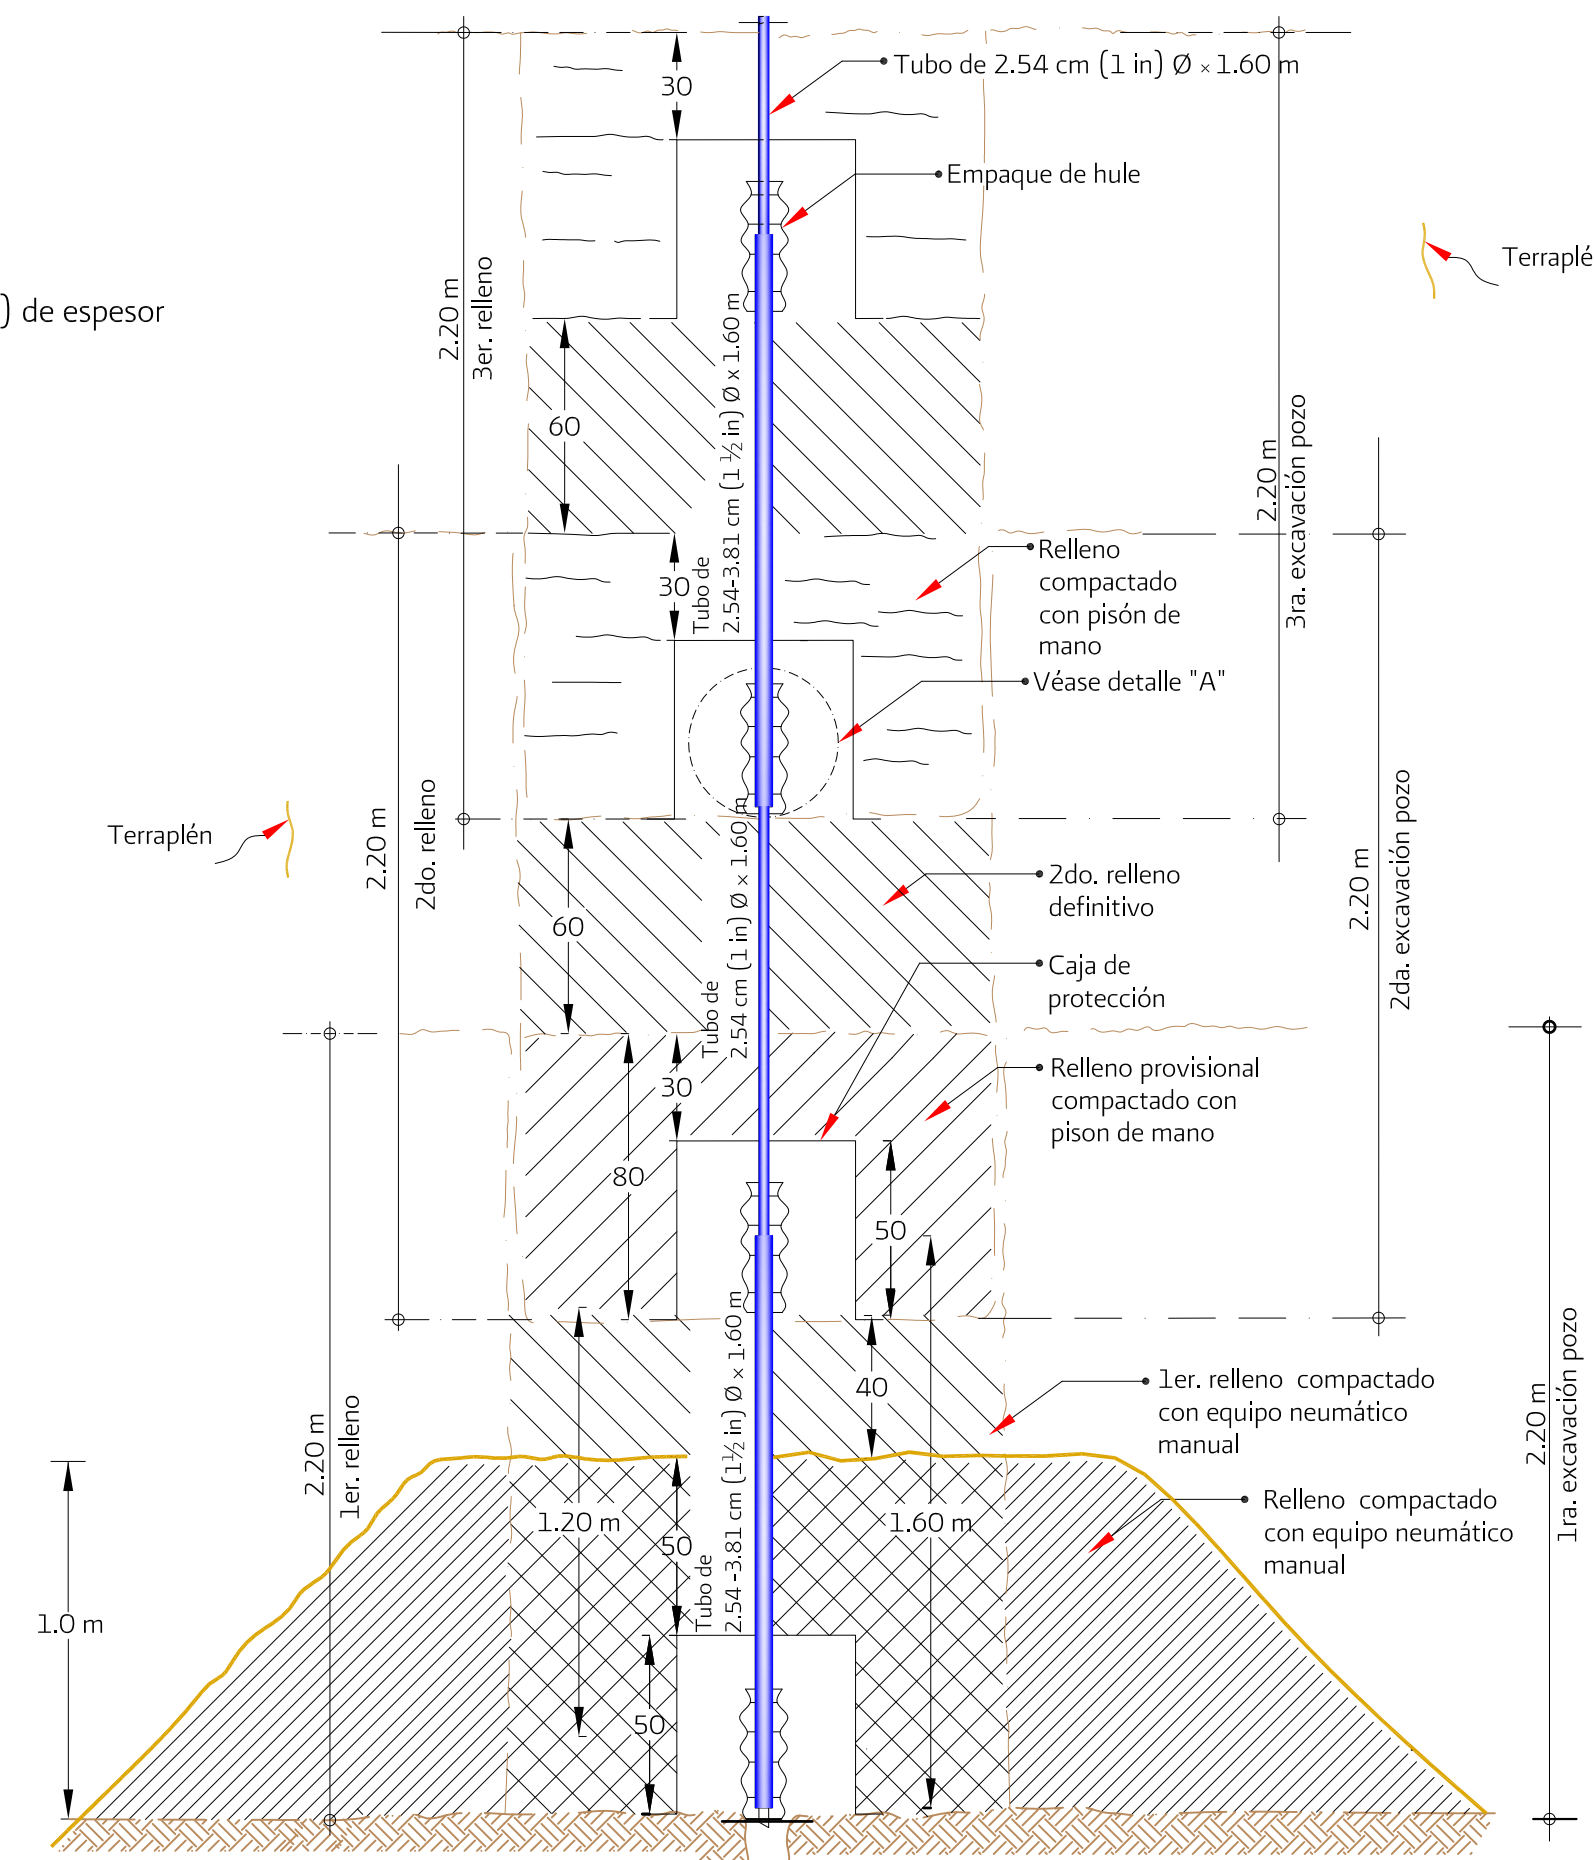 Tubo de 2.54 cm (1 in) Ø × 1.60 m
30
Empaque de hule
Terraplé
) de espesor
2.20 m
3er. relleno
60
Tubo de
2.54-3.81 cm (1 ½ in) Ø x 1.60 m
2.20 m
3ra. excavación pozo
30
Relleno
compactado
con pisón de
mano
Véase detalle "A"
Terraplén
2.20 m
2do. relleno
60
Tubo de
2.54 cm (1 in) Ø × 1.60 m
2do. relleno
definitivo
Caja de
protección
2.20 m
2da. excavación pozo
30
80
50
Relleno provisional
compactado con
pison de mano
40
1er. relleno compactado
con equipo neumático
manual
2.20 m
1er. relleno
Tubo de
2.54-3.81 cm (1½ in) Ø × 1.60 m
1.20 m
50
1.60 m
Relleno compactado
con equipo neumático
manual
2.20 m
1ra. excavación pozo
1.0 m
50